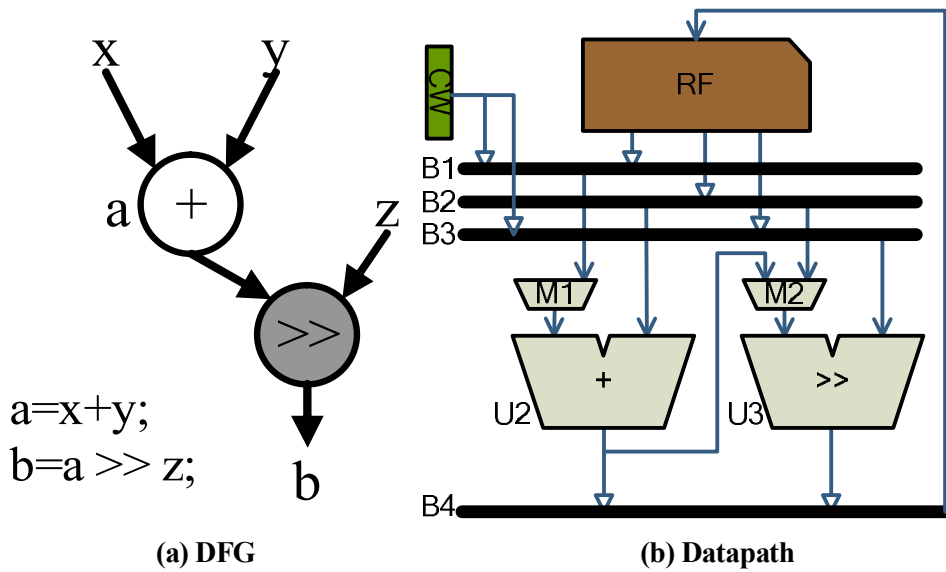 x
y
a
+
z
>>
a=x+y;
b=a >> z;
b
(a) DFG
CW
RF
B1
B2
B3
M1
M2
+
>>
U2
U3
B4
(b) Datapath